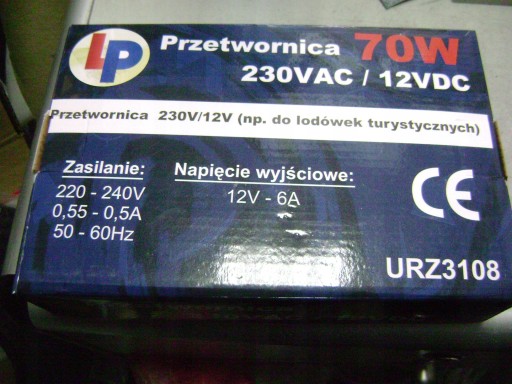 LP Przetwornica 70W
230VAC / 12VDC
Przetwornica 230V/12V (np. do lodówek turystycznych)
Zasilanie:
220 - 240V
0,55 - 0,5A
50 - 60Hz
Napięcie wyjściowe:
12V - 6A
CE
URZ3108